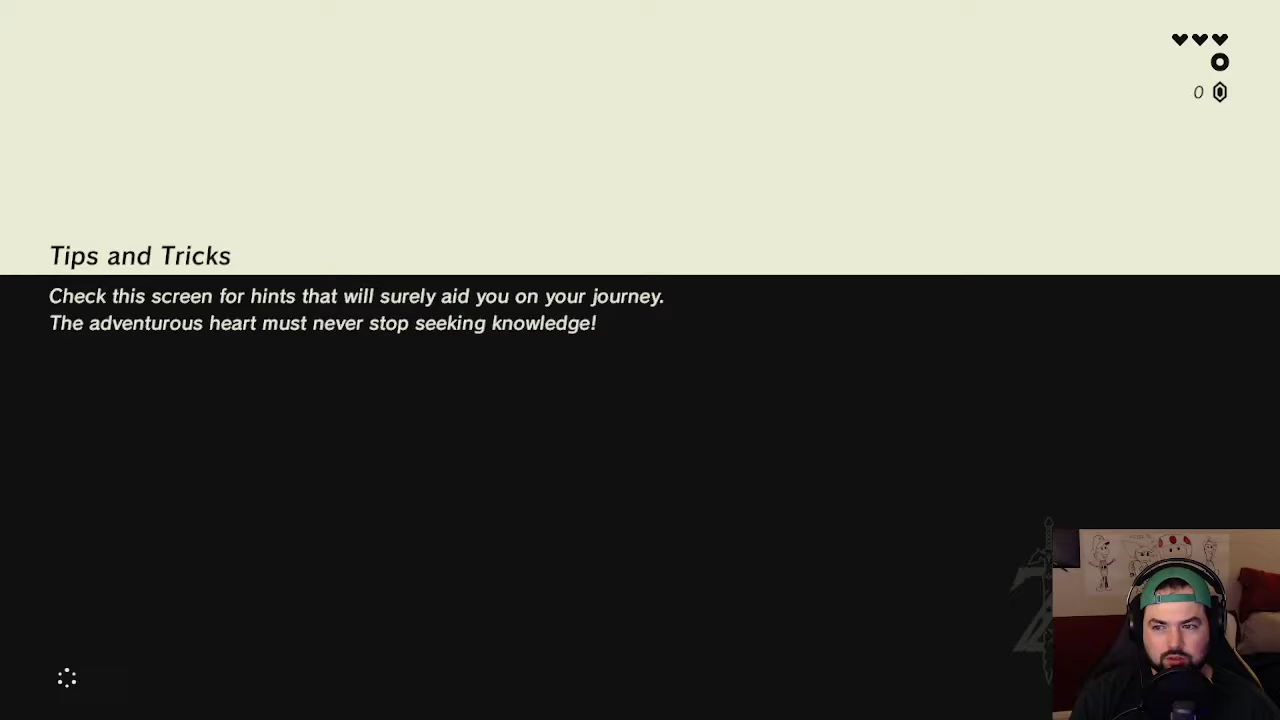 0
Tips and Tricks
Check this screen for hints that will surely aid you on your journey.
The adventurous heart must never stop seeking knowledge!
Z